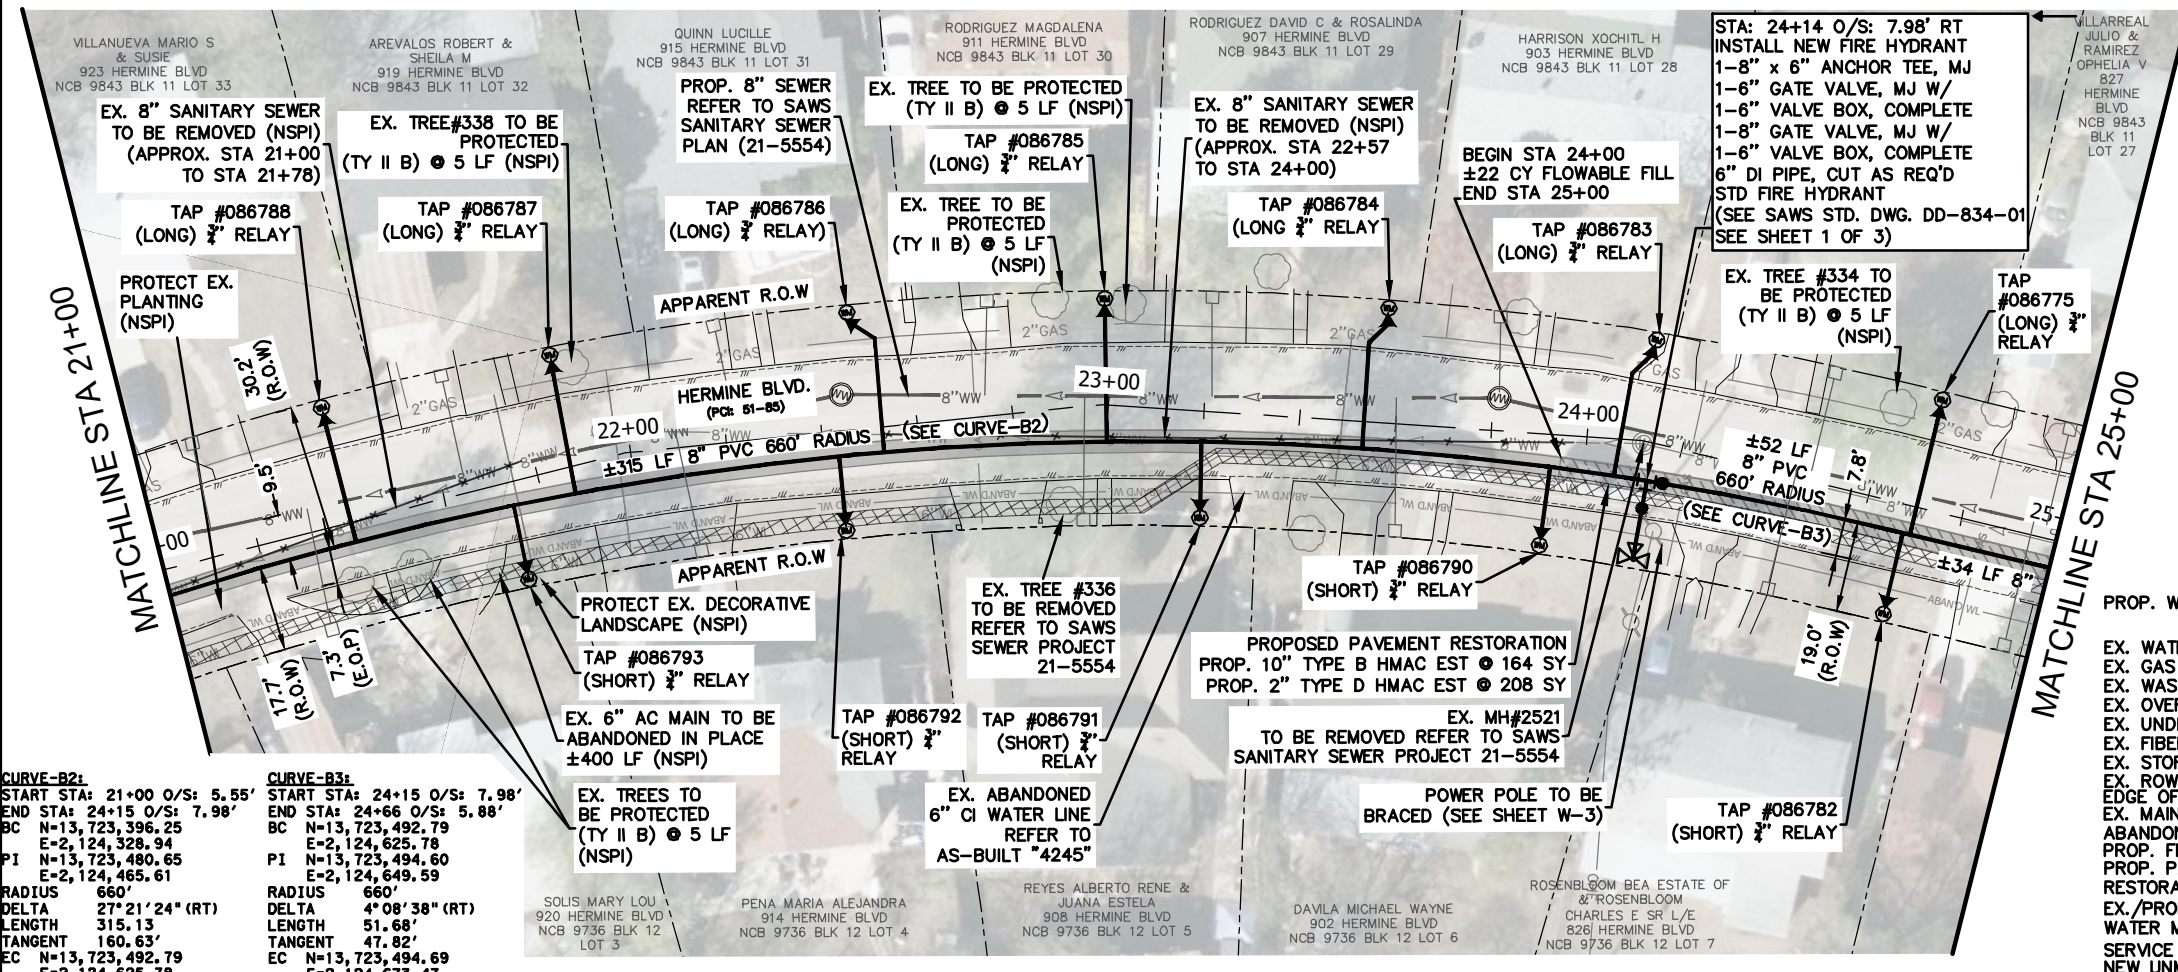 VILLANUEVA MARIO S
& SUSIE
923 HERMINE BLVD
NCB 9843 BLK 11 LOT 33
AREVALOS ROBERT &
SHEILA M
919 HERMINE BLVD
NCB 9843 BLK 11 LOT 32
QUINN LUCILLE
915 HERMINE BLVD
NCB 9843 BLK 11 LOT 31
RODRIGUEZ MAGDALENA
911 HERMINE BLVD
NCB 9843 BLK 11 LOT 30
RODRIGUEZ DAVID C & ROSALINDA
907 HERMINE BLVD
NCB 9843 BLK 11 LOT 29
HARRISON XOCHITL H
903 HERMINE BLVD
NCB 9843 BLK 11 LOT 28
VILLARREAL
JULIO &
RAMIREZ
OPHELIA V
827
HERMINE
BLVD
NCB 9843
BLK 11
LOT 27
STA: 24+14 O/S: 7.98' RT
INSTALL NEW FIRE HYDRANT
1-8" x 6" ANCHOR TEE, MJ
1-6" GATE VALVE, MJ W/
1-6" VALVE BOX, COMPLETE
1-8" GATE VALVE, MJ W/
1-6" VALVE BOX, COMPLETE
6" DI PIPE, CUT AS REQ'D
STD FIRE HYDRANT
(SEE SAWS STD. DWG. DD-834-01
SEE SHEET 1 OF 3)
EX. 8" SANITARY SEWER
TO BE REMOVED (NSPI)
(APPROX. STA 21+00
TO STA 21+78)
EX. TREE#338 TO BE
PROTECTED
(TY II B) @ 5 LF (NSPI)
PROP. 8" SEWER
REFER TO SAWS
SANITARY SEWER
PLAN (21-5554)
EX. TREE TO BE PROTECTED
(TY II B) @ 5 LF (NSPI)
TAP #086785
(LONG) ¾" RELAY
EX. 8" SANITARY SEWER
TO BE REMOVED (NSPI)
(APPROX. STA 22+57
TO STA 24+00)
BEGIN STA 24+00
±22 CY FLOWABLE FILL
END STA 25+00
TAP #086788
(LONG) ¾" RELAY
TAP #086787
(LONG) ¾" RELAY
TAP #086786
(LONG) ¾" RELAY)
EX. TREE TO BE
PROTECTED
(TY II B) @ 5 LF
(NSPI)
TAP #086784
(LONG ¾" RELAY
TAP #086783
(LONG) ¾" RELAY
EX. TREE #334 TO
BE PROTECTED
(TY II B) @ 5 LF
(NSPI)
TAP
#086775
(LONG) ¾"
RELAY
PROTECT EX.
PLANTING
(NSPI)
MATCHLINE STA 21+00
MATCHLINE STA 25+00
30.2'
(R.O.W)
9.5'
APPARENT R.O.W
2"GAS
2"GAS
2"GAS
2"GAS
GAS
2"GAS
HERMINE BLVD.
(PCI: 51-85)
22+00
23+00
24+00
25
-00
8"WW
8"WW
8"WW
8"WW
WW
WW
±315 LF 8" PVC 660' RADIUS (SEE CURVE-B2)
±52 LF
8" PVC
660' RADIUS
(SEE CURVE-B3)
7.8'
±34 LF 8"
19.0'
(R.O.W)
17.7'
(R.O.W)
7.3'
(E.O.P)
ABAND WL
ABAND WL
ABAND WL
APPARENT R.O.W
PROTECT EX. DECORATIVE
LANDSCAPE (NSPI)
TAP #086793
(SHORT) ¾" RELAY
EX. 6" AC MAIN TO BE
ABANDONED IN PLACE
±400 LF (NSPI)
EX. TREES TO
BE PROTECTED
(TY II B) @ 5 LF
(NSPI)
TAP #086792
(SHORT) ¾"
RELAY
EX. TREE #336
TO BE REMOVED
REFER TO SAWS
SEWER PROJECT
21-5554
TAP #086791
(SHORT) ¾"
RELAY
EX. ABANDONED
6" CI WATER LINE
REFER TO
AS-BUILT "4245"
TAP #086790
(SHORT) ¾" RELAY
PROPOSED PAVEMENT RESTORATION
PROP. 10" TYPE B HMAC EST @ 164 SY
PROP. 2" TYPE D HMAC EST @ 208 SY
EX. MH#2521
TO BE REMOVED REFER TO SAWS
SANITARY SEWER PROJECT 21-5554
POWER POLE TO BE
BRACED (SEE SHEET W-3)
TAP #086782
(SHORT) ¾" RELAY
CURVE-B2:
START STA: 21+00 O/S: 5.55'
END STA: 24+15 O/S: 7.98'
BC N=13,723,396.25
E=2,124,328.94
PI N=13,723,480.65
E=2,124,465.61
RADIUS 660'
DELTA 27°21'24" (RT)
LENGTH 315.13
TANGENT 160.63'
EC N=13,723,492.79
E=2,124,625.78
CURVE-B3:
START STA: 24+15 O/S: 7.98'
END STA: 24+66 O/S: 5.88'
BC N=13,723,492.79
E=2,124,625.78
PI N=13,723,494.60
E=2,124,649.59
RADIUS 660'
DELTA 4°08'38" (RT)
LENGTH 51.68'
TANGENT 47.82'
EC N=13,723,494.69
E=2,124,673.47
SOLIS MARY LOU
920 HERMINE BLVD
NCB 9736 BLK 12
LOT 3
PENA MARIA ALEJANDRA
914 HERMINE BLVD
NCB 9736 BLK 12 LOT 4
REYES ALBERTO RENE &
JUANA ESTELA
908 HERMINE BLVD
NCB 9736 BLK 12 LOT 5
DAVILA MICHAEL WAYNE
902 HERMINE BLVD
NCB 9736 BLK 12 LOT 6
ROSENBLOOM BEA ESTATE OF
& ROSENBLOOM
CHARLES E SR L/E
826 HERMINE BLVD
NCB 9736 BLK 12 LOT 7
PROP. W
EX. WAT
EX. GAS
EX. WAS
EX. OVE
EX. UND
EX. FIBE
EX. STO
EX. ROW
EDGE OF
EX. MAIN
ABANDON
PROP. F
PROP. P
RESTORA
EX./PRO
WATER M
SERVICE
NEW UNM